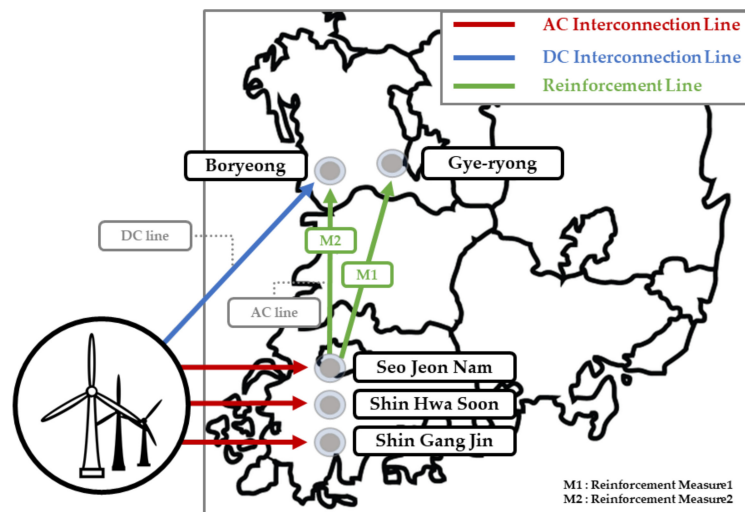 AC Interconnection Line
DC Interconnection Line
Reinforcement Line
Boryeong
Gye-ryong
DC line
M2
M1
AC line
Seo Jeon Nam
Shin Hwa Soon
Shin Gang Jin
M1 : Reinforcement Measure1
M2 : Reinforcement Measure2